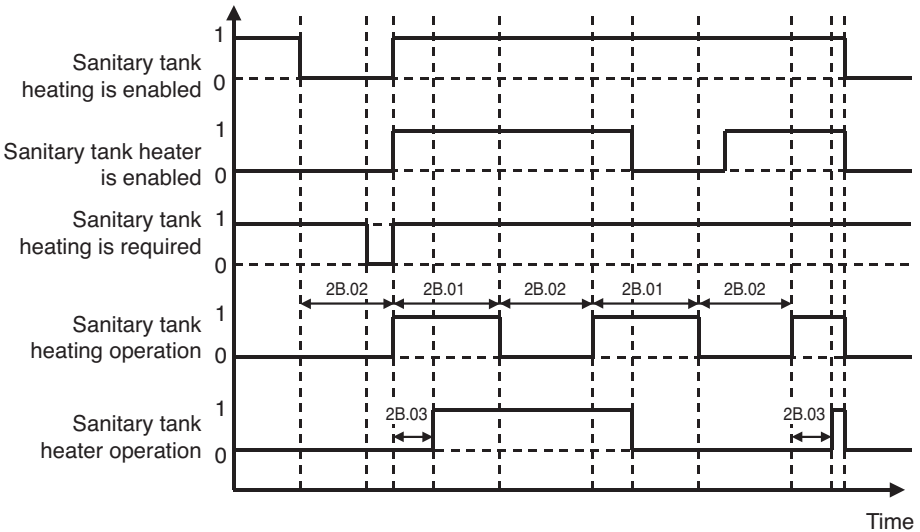 Sanitary tank
heating is enabled
1
0
Sanitary tank heater
is enabled
1
0
Sanitary tank
heating is required
1
0
2B.02
2B.01
2B.02
2B.01
2B.02
Sanitary tank
heating operation
1
0
Sanitary tank
heater operation
1
0
2B.03
2B.03
Time